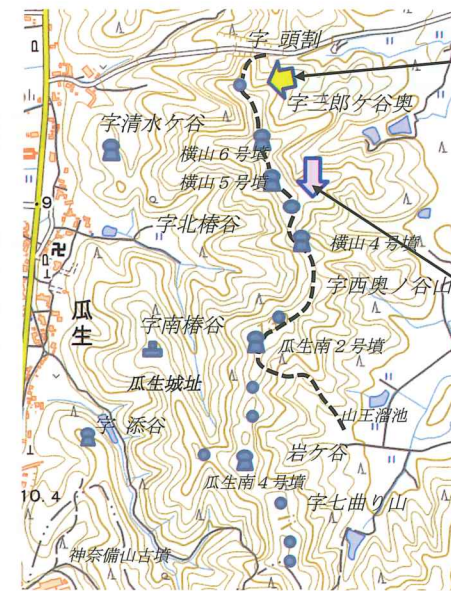 字 頭割
字三郎ケ谷奥
字清水ケ谷
横山６号墳
横山５号墳
.9
字北椿谷
横山４号墳
字西奥ノ谷山
瓜生
字南椿谷
瓜生南２号墳
瓜生城址
山王溜池
字 添谷
岩ケ谷
瓜生南４号墳
10.4
字七曲り山
神奈備山古墳